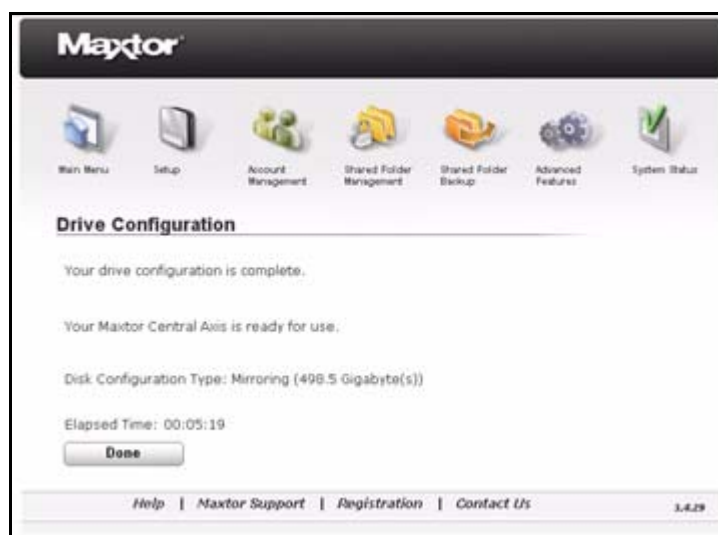 Maxtor
Main Menu
Setup
Account Management
Shared Folder Management
Shared Folder Backup
Advanced Features
System Status
Drive Configuration
Your drive configuration is complete.
Your Maxtor Central Axis is ready for use.
Disk Configuration Type: Mirroring (498.5 Gigabyte(s))
Elapsed Time: 00:05:19
Done
Help | Maxtor Support | Registration | Contact Us